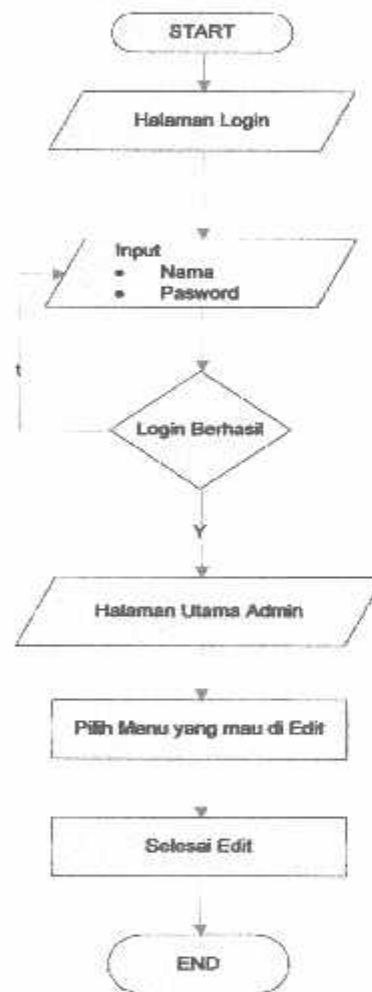 START
Halaman Login
Input
• Nama
• Pasword
t
Login Berhasil
Y
Halaman Utama Admin
Pilih Menu yang mau di Edit
Selesai Edit
END